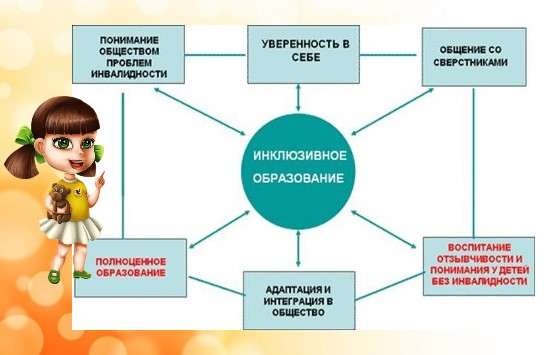 ПОНИМАНИЕ
ОБЩЕСТВОМ
ПРОБЛЕМ
ИНВАЛИДНОСТИ
УВЕРЕННОСТЬ В
СЕБЕ
ОБЩЕНИЕ СО
СВЕРСТНИКАМИ
ИНКЛЮЗИВНОЕ
ОБРАЗОВАНИЕ
ПОЛНОЦЕННОЕ
ОБРАЗОВАНИЕ
АДАПТАЦИЯ И
ИНТЕГРАЦИЯ В
ОБЩЕСТВО
ВОСПИТАНИЕ
ОТЗЫВЧИВОСТИ И
ПОНИМАНИЯ У ДЕТЕЙ
БЕЗ ИНВАЛИДНОСТИ